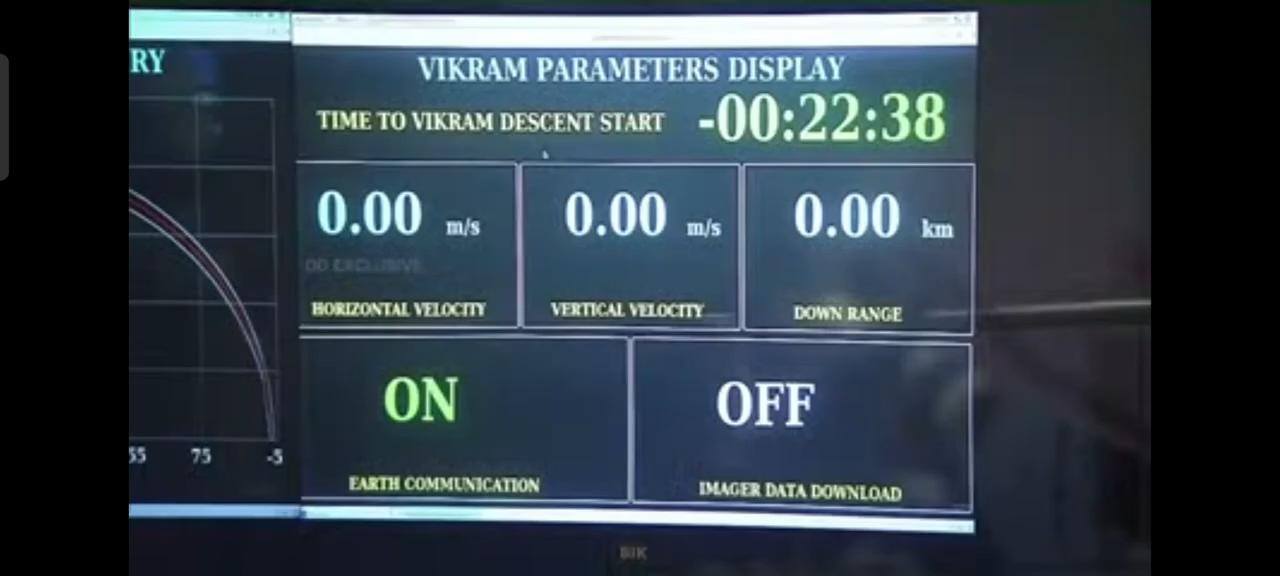 RY
VIKRAM PARAMETERS DISPLAY
TIME TO VIKRAM DESCENT START -00:22:38
0.00 m/s 0.00 m/s 0.00 km
DD EXCLUSIVE
HORIZONTAL VELOCITY VERTICAL VELOCITY DOWN RANGE
ON OFF
55 75 -5
EARTH COMMUNICATION IMAGER DATA DOWNLOAD